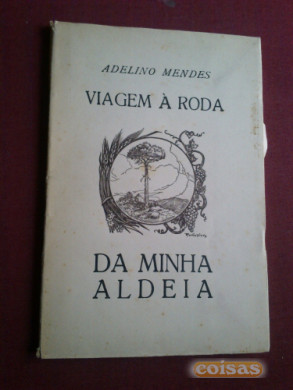 ADELINO MENDES
VIAGEM À RODA
DA MINHA
ALDEIA
coisas